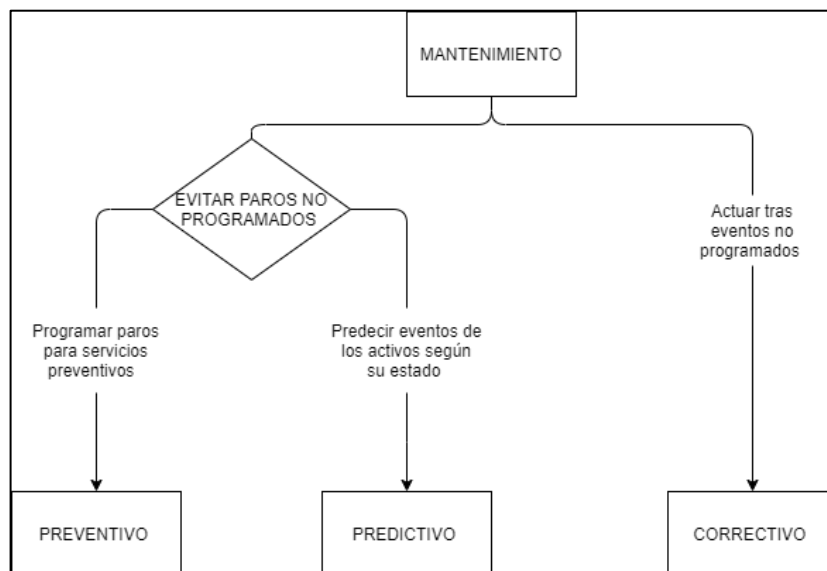 MANTENIMIENTO
EVITAR PAROS NO
PROGRAMADOS
Actuar tras
eventos no
programados
Programar paros
para servicios
preventivos
Predecir eventos de
los activos según
su estado
PREVENTIVO
PREDICTIVO
CORRECTIVO